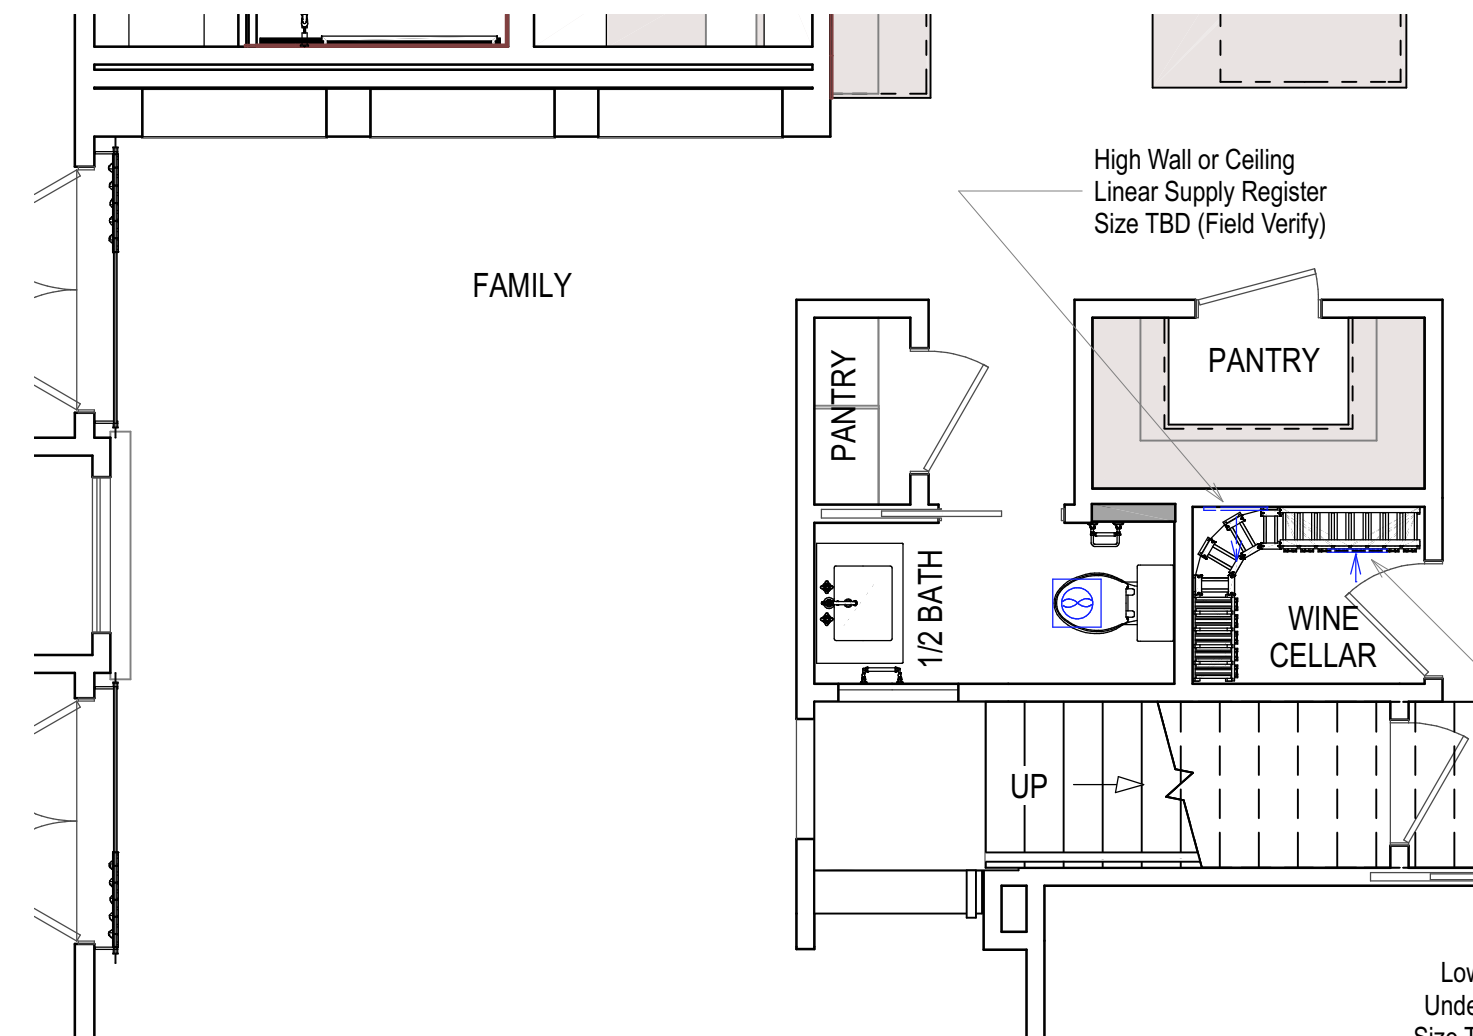 High Wall or Ceiling
Linear Supply Register
Size TBD (Field Verify)
FAMILY
PANTRY
PANTRY
1/2 BATH
WINE
CELLAR
UP